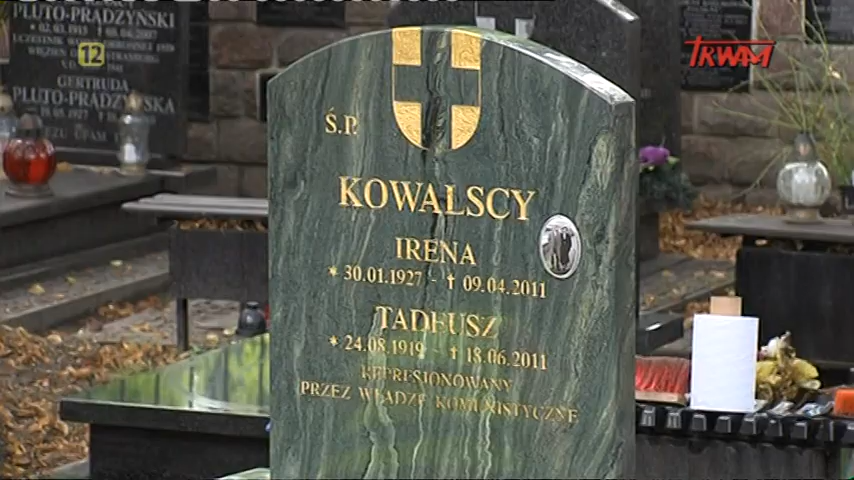 PLUTO-PRĄDZYŃSKI
GERTRUDA
PLUTO-PRĄDZYŃSKA
12
TRWAM
Ś.P.
KOWALSCY
IRENA
* 30.01.1927 - † 09.04.2011
TADEUSZ
* 24.08.1919 - † 18.06.2011
REPRESJONOWANY
PRZEZ WŁADZE KOMUNISTYCZNE